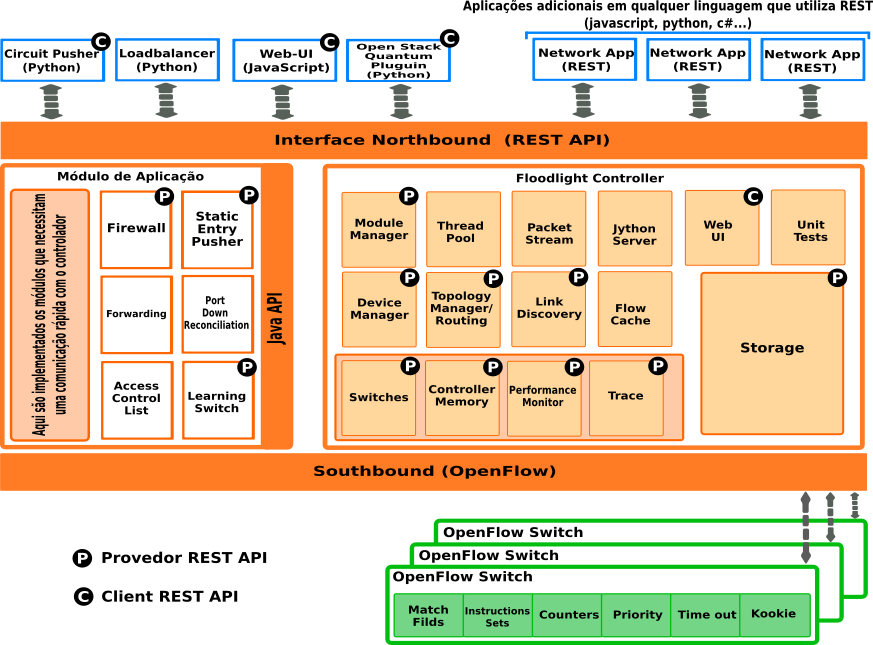 Aplicações adicionais em qualquer linguagem que utiliza REST
(javascript, python, c#...)
Circuit Pusher
(Python)
C
Loadbalancer
(Python)
Web-UI
(JavaScript)
C
Open Stack
Quantum
Pluguin
(Python)
C
Network App
(REST)
Network App
(REST)
Network App
(REST)
Interface Northbound (REST API)
Módulo de Aplicação
Aqui são implementados os módulos que necesitam
uma comunicação rápida com o controlador
Firewall
P
Static
Entry
Pusher
P
Forwarding
Port
Down
Reconciliation
Access
Control
List
Learning
Switch
P
Java API
Floodlight Controller
Module
Manager
P
Thread
Pool
Packet
Stream
Jython
Server
Web
UI
C
Unit
Tests
Device
Manager
P
Topology
Manager/
Routing
P
Link
Discovery
P
Flow
Cache
Storage
P
Switches
P
Controller
Memory
P
Performance
Monitor
P
Trace
P
Southbound (OpenFlow)
P Provedor REST API
C Client REST API
OpenFlow Switch
OpenFlow Switch
OpenFlow Switch
Match
Filds
Instructions
Sets
Counters
Priority
Time out
Kookie